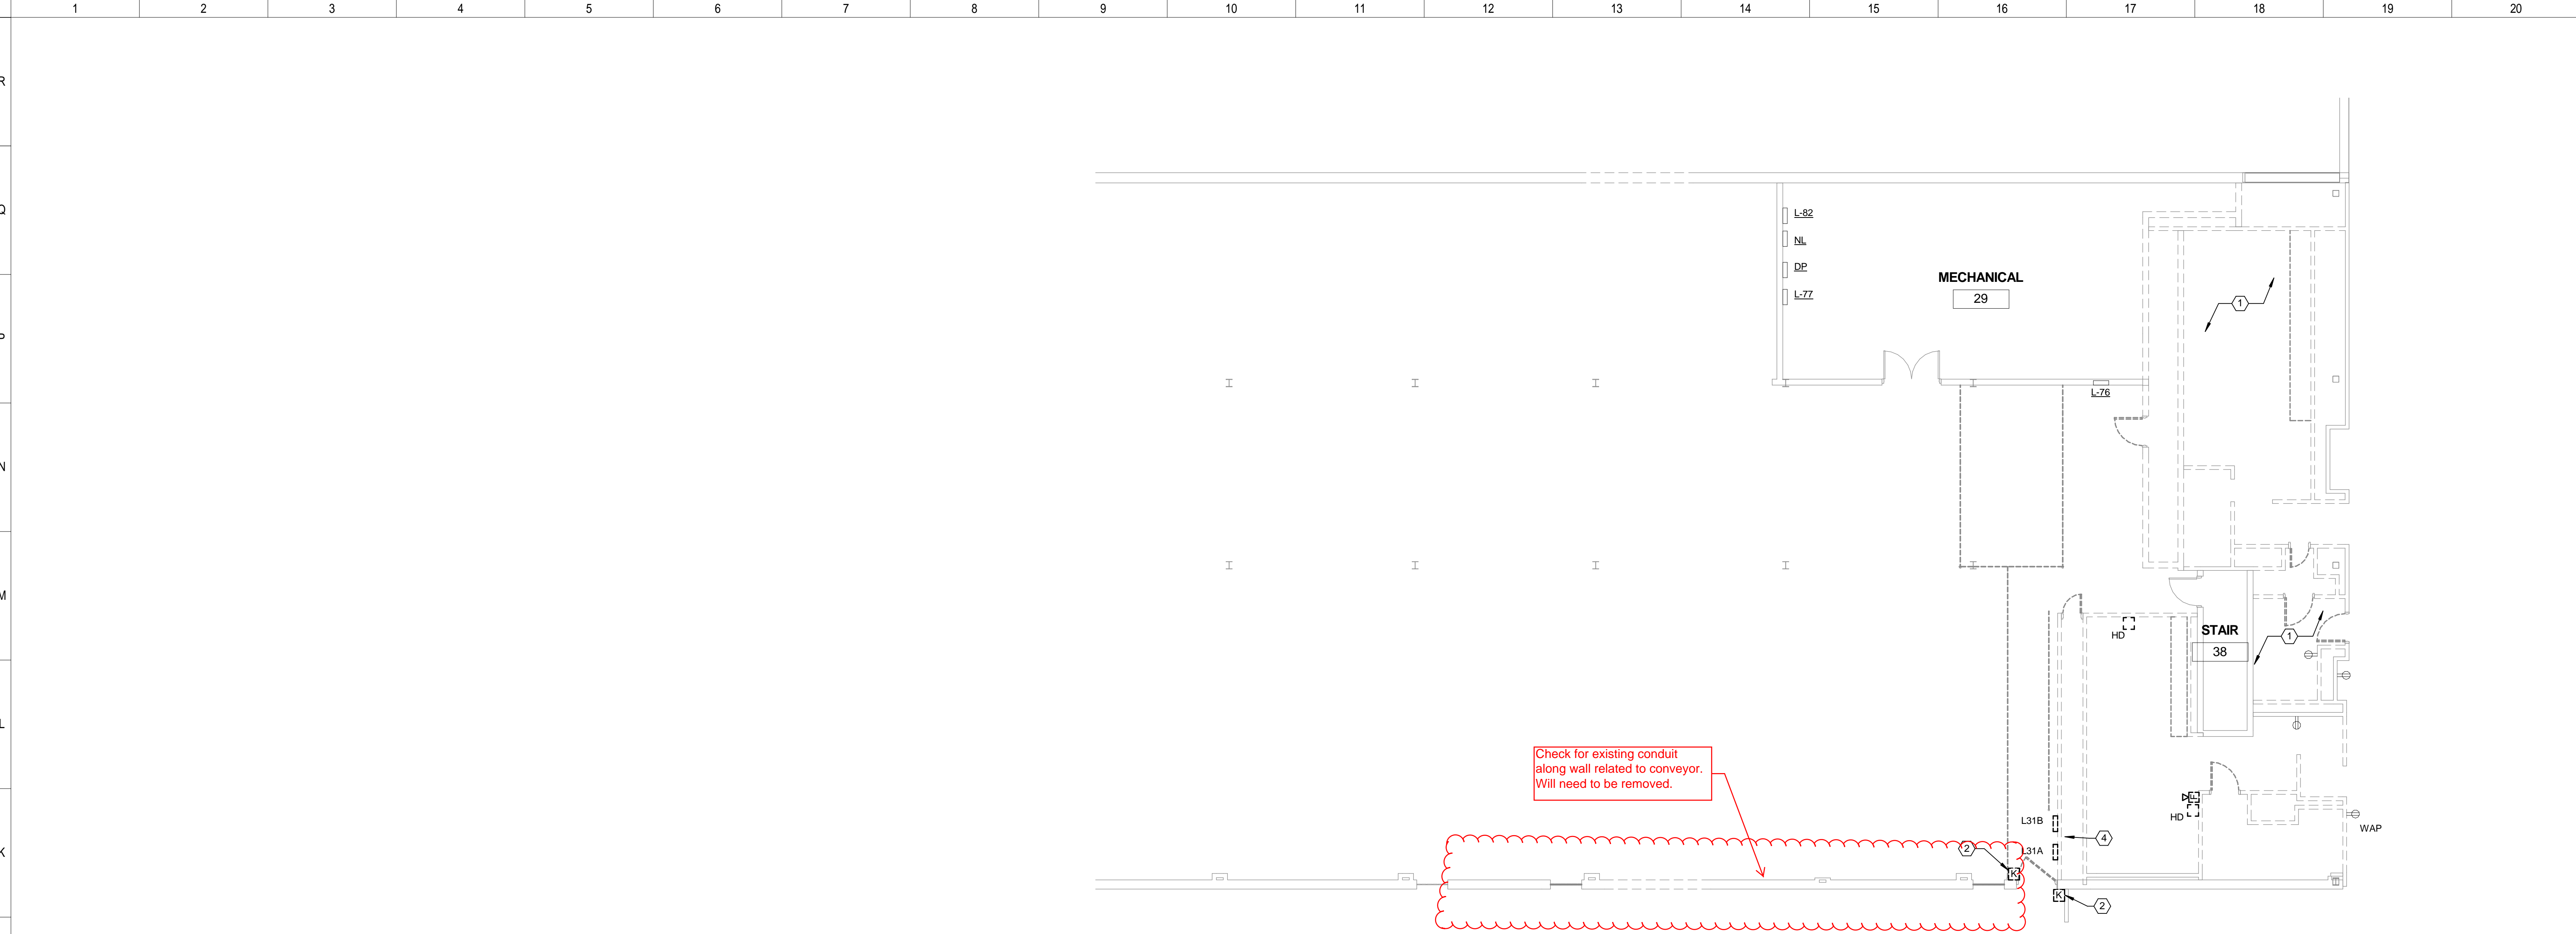 1 2 3 4 5 6 7 8 9 10 11 12 13 14 15 16 17 18 19 20
R
Q
L-82
NL
DP
MECHANICAL
29
L-77
1
P
L-76
N
M
HD
STAIR
38
1
L
Check for existing conduit
along wall related to conveyor.
Will need to be removed.
F
HD
L31B
WAP
4
K
L31A
2
K
K
2